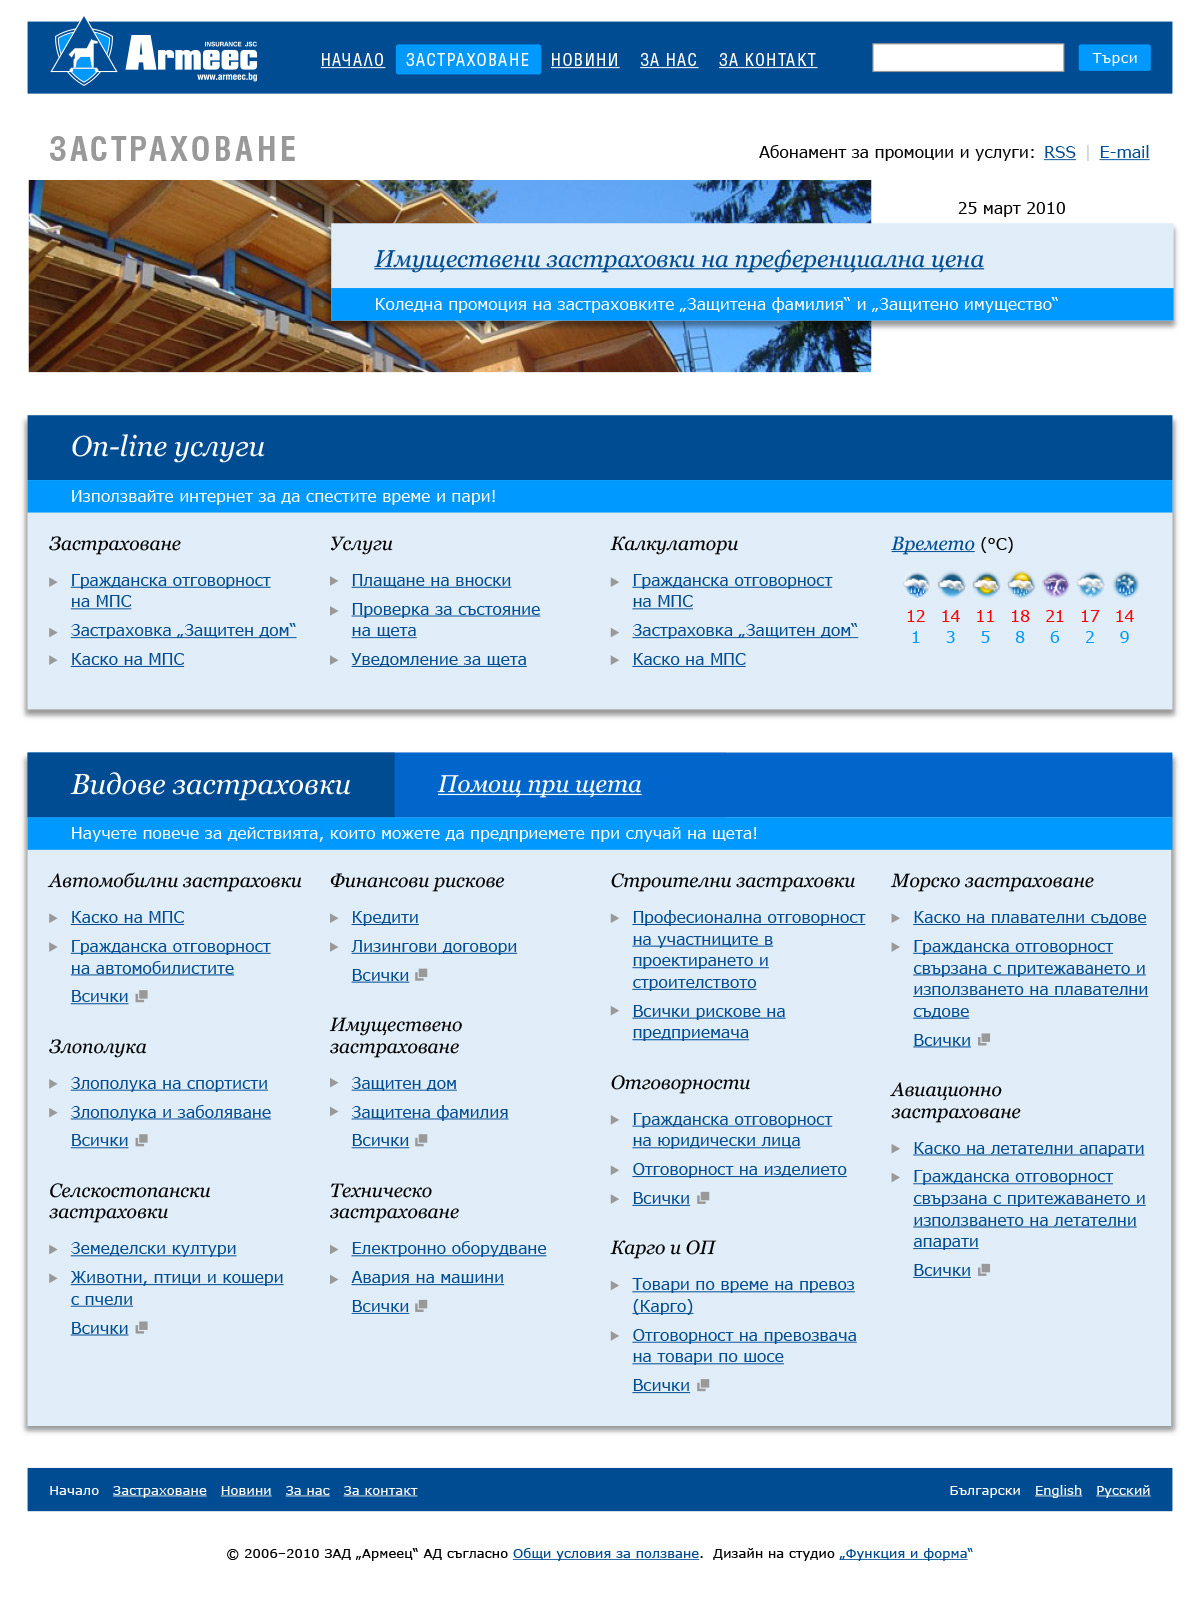 Армеес
INSURANCE JSC
www.armeec.bg
НАЧАЛО ЗАСТРАХОВАНЕ НОВИНИ ЗА НАС ЗА КОНТАКТ
Търси
ЗАСТРАХОВАНЕ
Абонамент за промоции и услуги: RSS | E-mail
25 март 2010
Имуществени застраховки на преференциална цена
Коледна промоция на застраховките „Защитена фамилия“ и „Защитено имущество“
On-line услуги
Използвайте интернет за да спестите време и пари!
Застраховане
Гражданска отговорност
на МПС
Застраховка „Защитен дом“
Каско на МПС
Услуги
Плащане на вноски
Проверка за състояние
на щета
Уведомление за щета
Калкулатори
Гражданска отговорност
на МПС
Застраховка „Защитен дом“
Каско на МПС
Времето (°C)
12 14 11 18 21 17 14
1 3 5 8 6 2 9
Видове застраховки
Помощ при щета
Научете повече за действията, които можете да предприемете при случай на щета!
Автомобилни застраховки
Каско на МПС
Гражданска отговорност
на автомобилистите
Всички
Злополука
Злополука на спортисти
Злополука и заболяване
Всички
Селскостопански
застраховки
Земеделски култури
Животни, птици и кошери
с пчели
Всички
Финансови рискове
Кредити
Лизингови договори
Всички
Имуществено
застраховане
Защитен дом
Защитена фамилия
Всички
Техническо
застраховане
Електронно оборудване
Авария на машини
Всички
Строителни застраховки
Професионална отговорност
на участниците в
проектирането и
строителството
Всички рискове на
предприемача
Отговорности
Гражданска отговорност
на юридически лица
Отговорност на изделието
Всички
Карго и ОП
Товари по време на превоз
(Карго)
Отговорност на превозвача
на товари по шосе
Всички
Морско застраховане
Каско на плавателни съдове
Гражданска отговорност
свързана с притежаването и
използването на плавателни
съдове
Всички
Авиационно
застраховане
Каско на летателни апарати
Гражданска отговорност
свързана с притежаването и
използването на летателни
апарати
Всички
Начало Застраховане Новини За нас За контакт
Български English Русский
© 2006–2010 ЗАД „Армеец“ АД съгласно Общи условия за ползване. Дизайн на студио „Функция и форма“